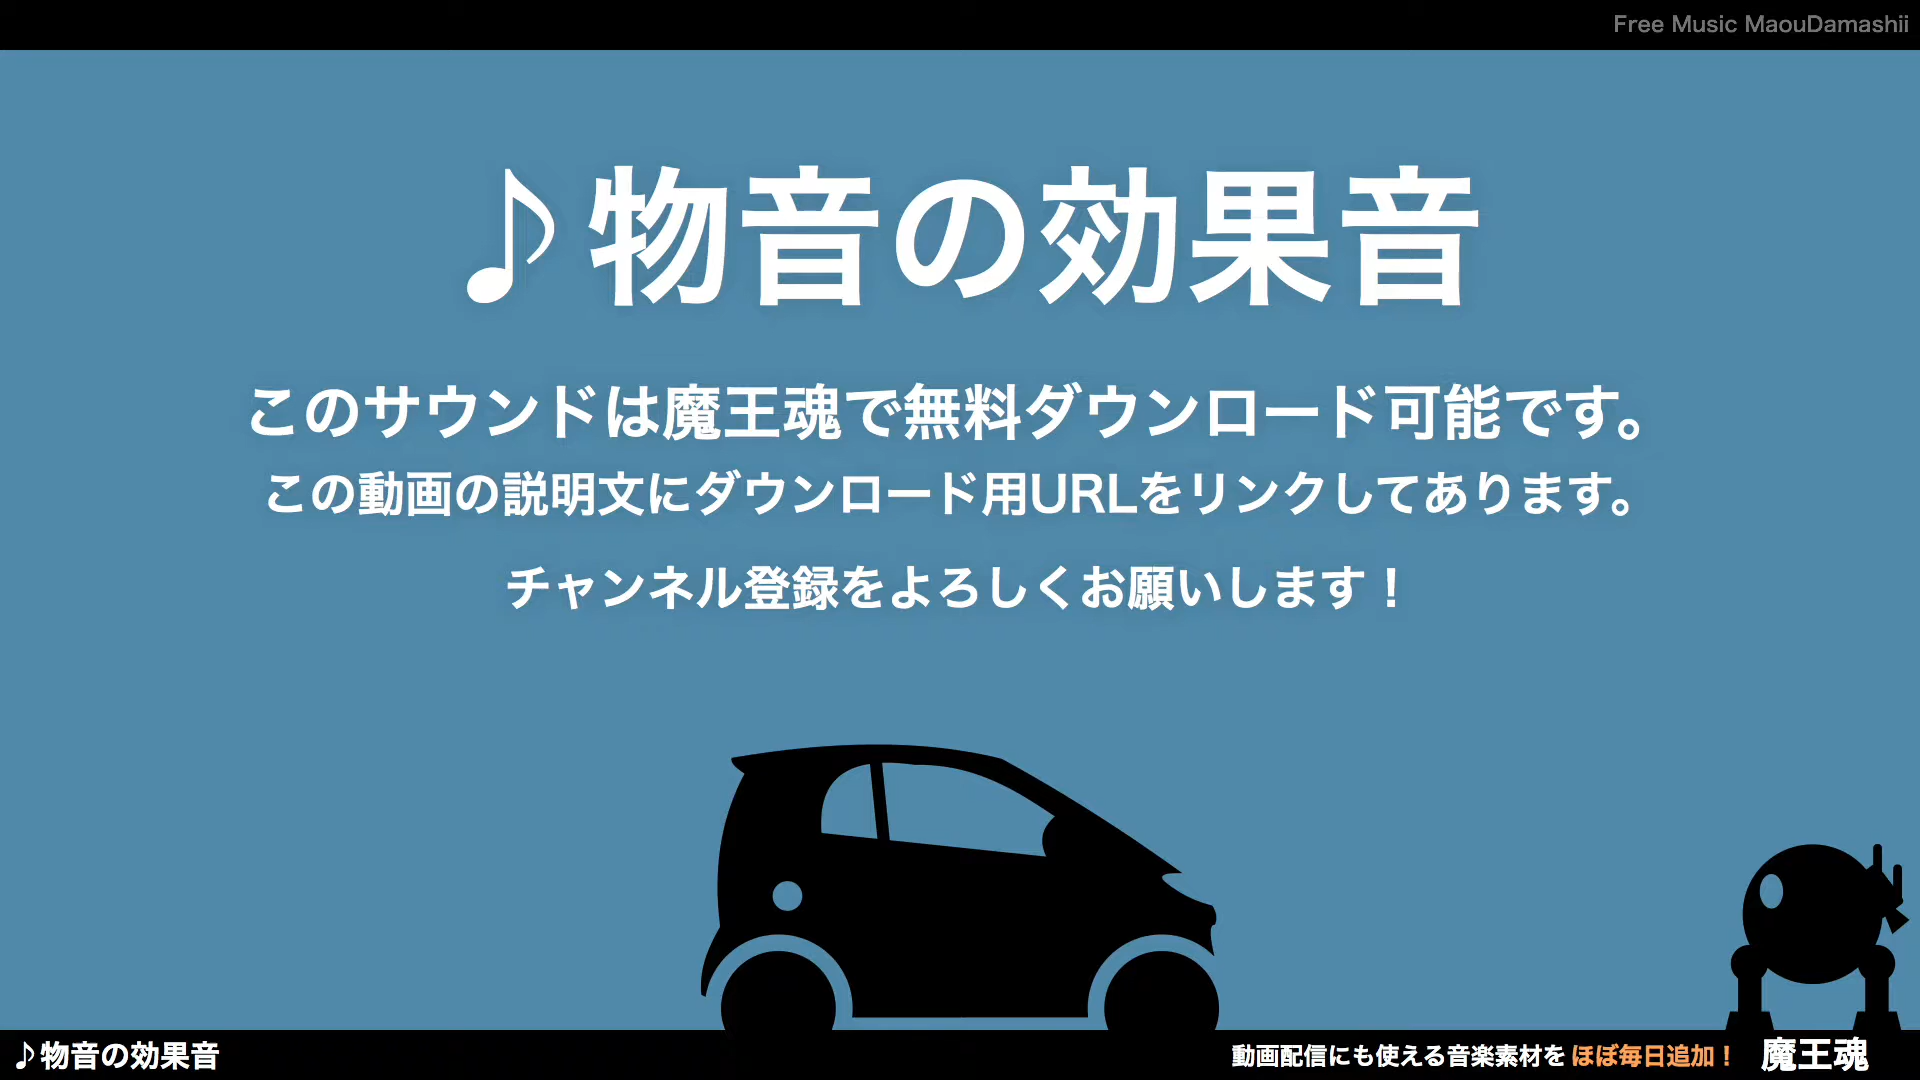 Free Music MaouDamashii
♪物音の効果音
このサウンドは魔王魂で無料ダウンロード可能です。
この動画の説明文にダウンロード用URLをリンクしてあります。
チャンネル登録をよろしくお願いします！
♪物音の効果音
動画配信にも使える音楽素材を ほぼ毎日追加！ 魔王魂